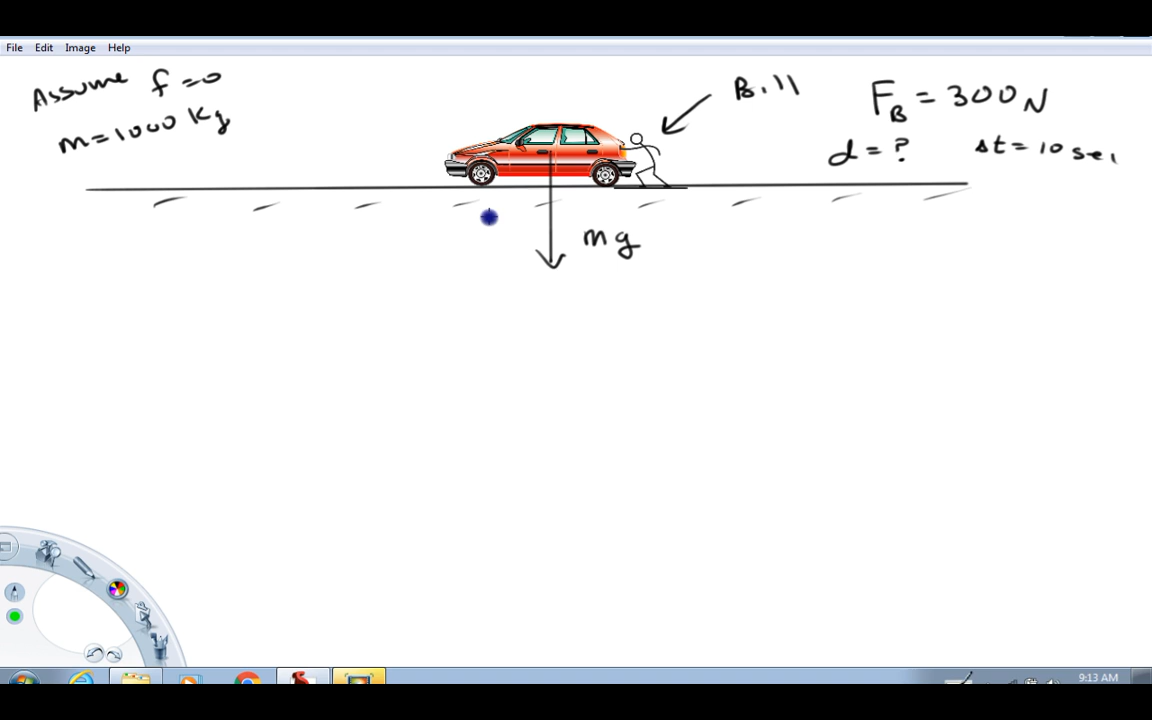 File Edit Image Help
Assume f = 0
m = 1000 Kg
Bill
F_B = 300 N
d = ? Δt = 10 sec
mg
9:13 AM